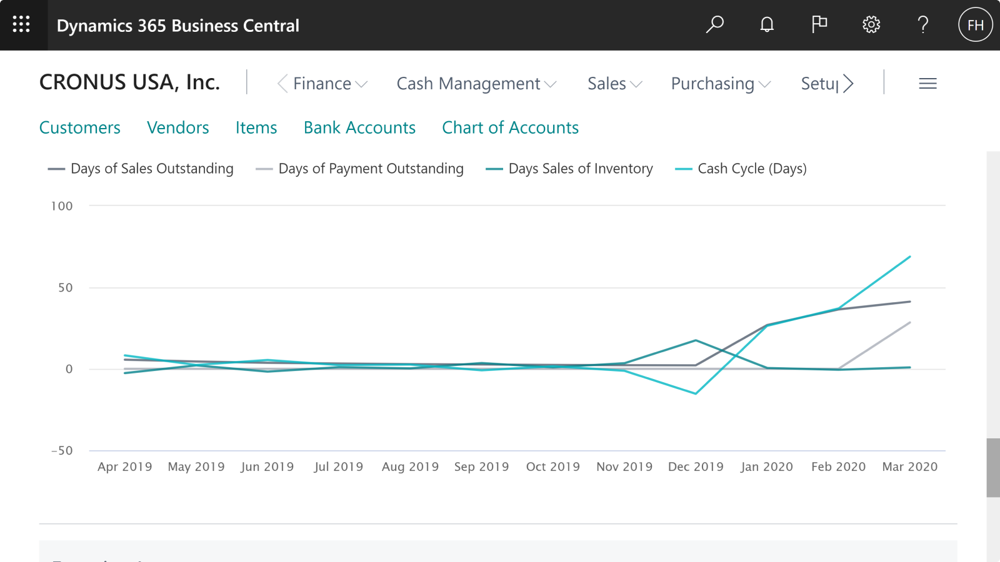 Dynamics 365 Business Central
? FH
CRONUS USA, Inc. Finance Cash Management Sales Purchasing
Customers Vendors Items Bank Accounts Chart of Accounts
Days of Sales Outstanding Days of Payment Outstanding Days Sales of Inventory Cash Cycle (Days)
100
50
0
-50
Apr 2019 May 2019 Jun 2019 Jul 2019 Aug 2019 Sep 2019 Oct 2019 Nov 2019 Dec 2019 Jan 2020 Feb 2020 Mar 2020